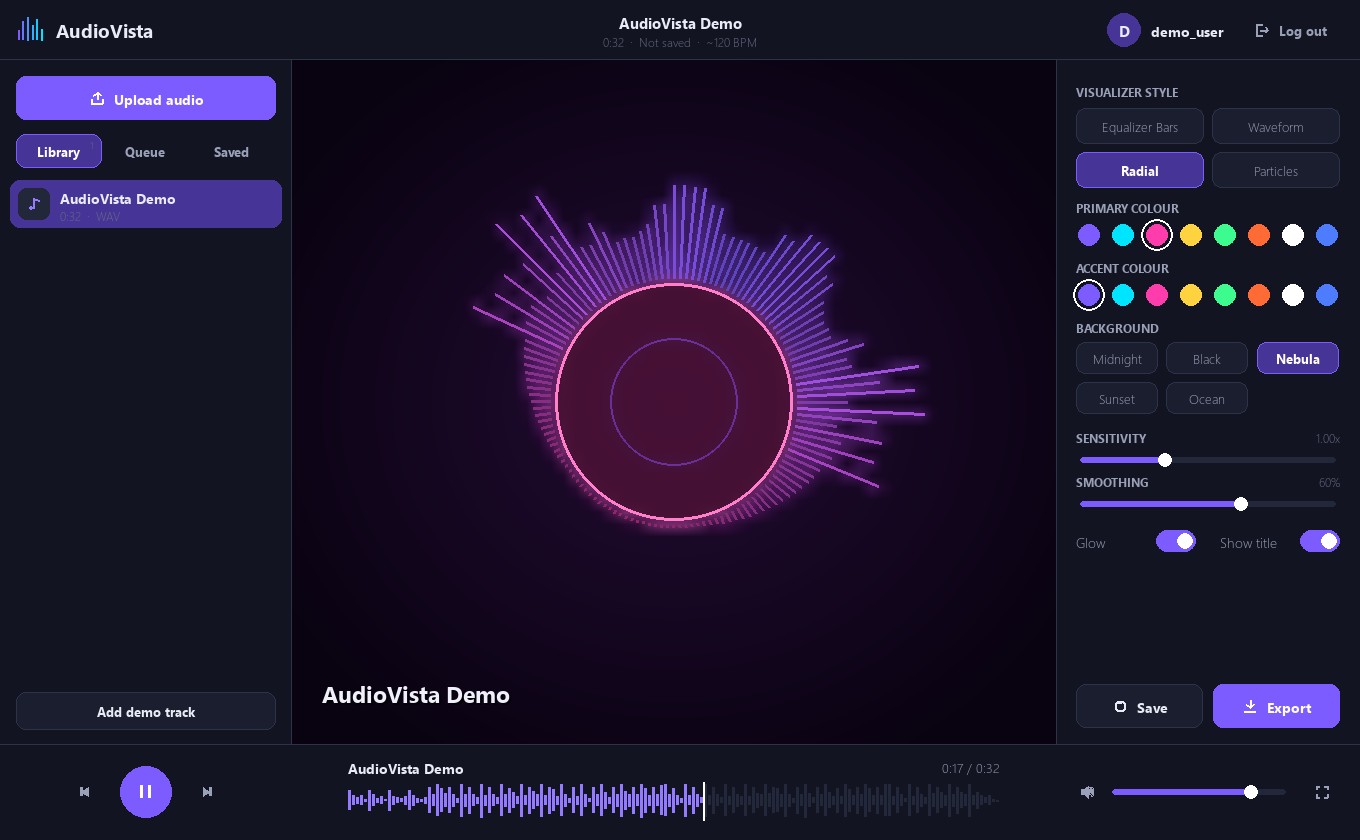 AudioVista
AudioVista Demo
0:32 · Not saved · ~120 BPM
D
demo_user
Log out
Upload audio
Library 1
Queue
Saved
AudioVista Demo
0:32 · WAV
Add demo track
AudioVista Demo
VISUALIZER STYLE
Equalizer Bars
Waveform
Radial
Particles
PRIMARY COLOUR
ACCENT COLOUR
BACKGROUND
Midnight
Black
Nebula
Sunset
Ocean
SENSITIVITY
1.00x
SMOOTHING
60%
Glow
Show title
Save
Export
AudioVista Demo
0:17 / 0:32